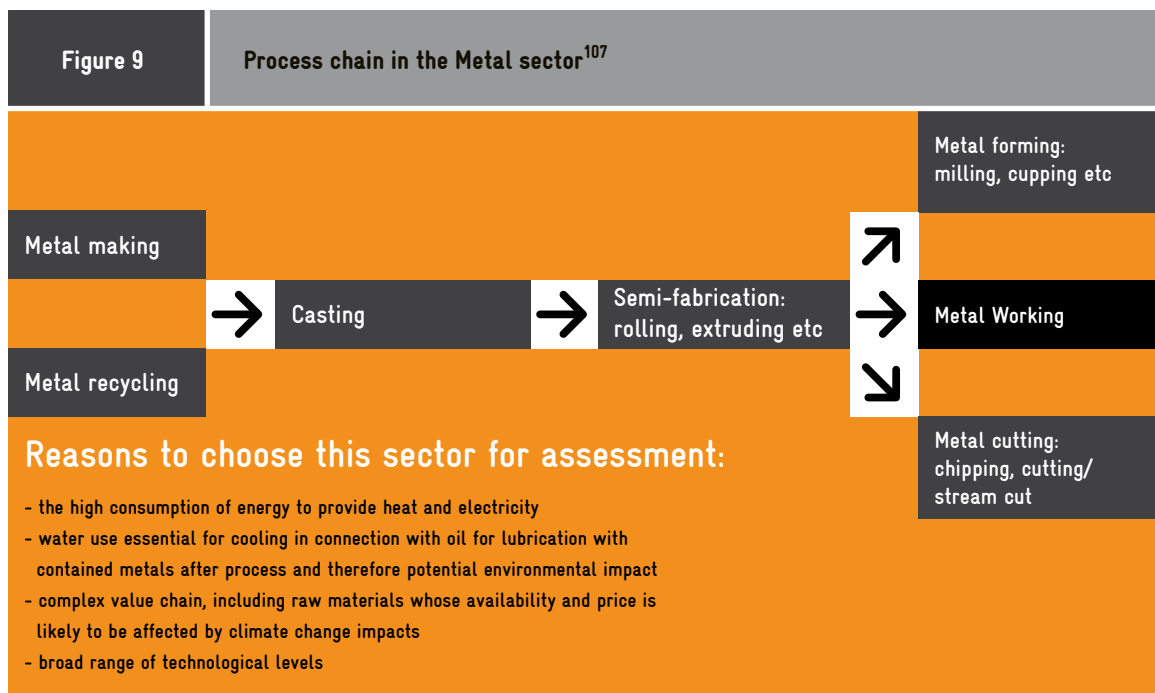 Figure 9
Process chain in the Metal sector107
Metal forming:
milling, cupping etc
Metal making
Casting
Semi-fabrication:
rolling, extruding etc
Metal Working
Metal recycling
Metal cutting:
chipping, cutting/
stream cut
Reasons to choose this sector for assessment:
- the high consumption of energy to provide heat and electricity
- water use essential for cooling in connection with oil for lubrication with
contained metals after process and therefore potential environmental impact
- complex value chain, including raw materials whose availability and price is
likely to be affected by climate change impacts
- broad range of technological levels